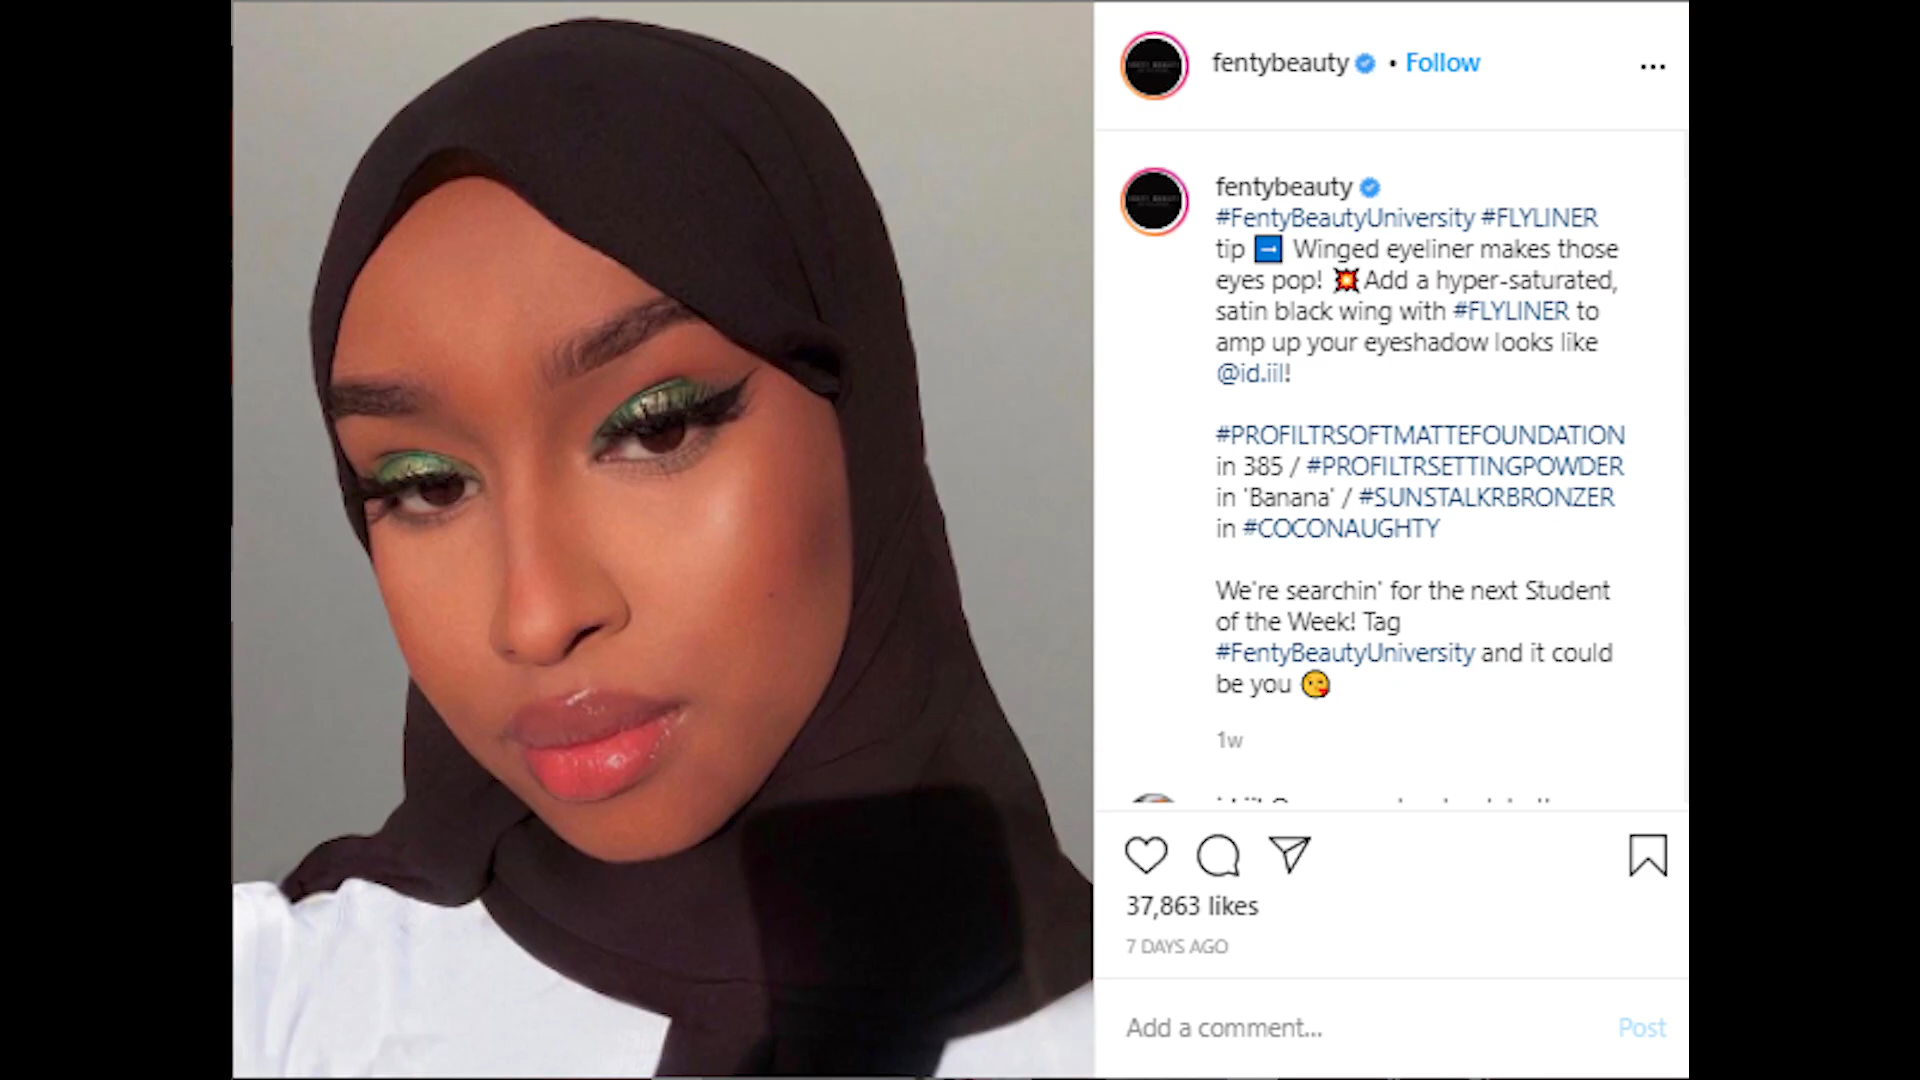 fentybeauty • Follow
fentybeauty
#FentyBeautyUniversity #FLYLINER
tip ➡️ Winged eyeliner makes those
eyes pop! 💥Add a hyper-saturated,
satin black wing with #FLYLINER to
amp up your eyeshadow looks like
@id.iil!
#PROFILTRSOFTMATTEFOUNDATION
in 385 / #PROFILTRSETTINGPOWDER
in 'Banana' / #SUNSTALKRBRONZER
in #COCONAUGHTY
We're searchin' for the next Student
of the Week! Tag
#FentyBeautyUniversity and it could
be you 😘
1w
37,863 likes
7 DAYS AGO
Add a comment... Post